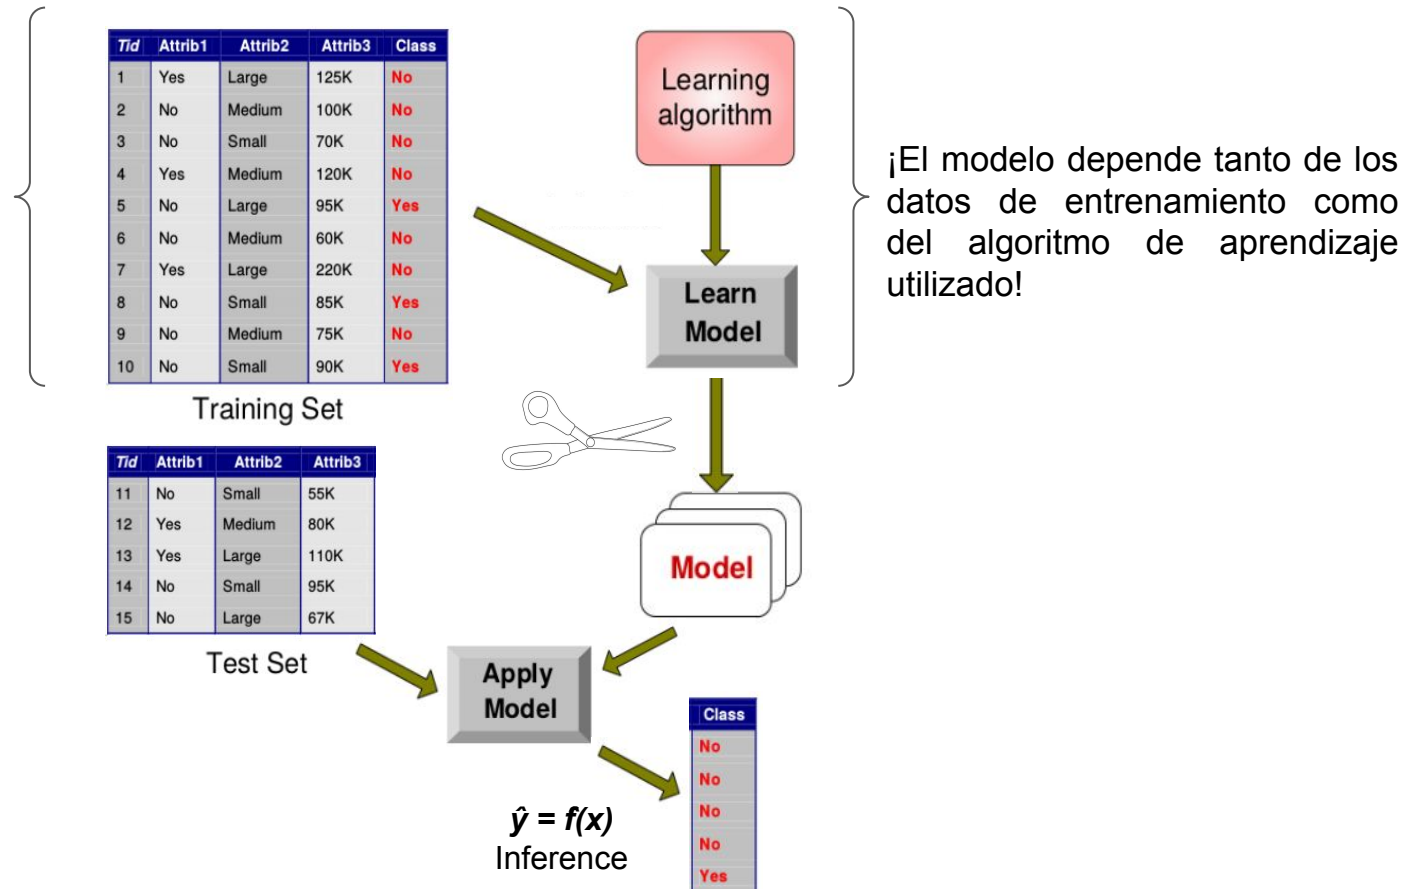 Tid Attrib1 Attrib2 Attrib3 Class
1 Yes Large 125K No
2 No Medium 100K No
3 No Small 70K No
4 Yes Medium 120K No
5 No Large 95K Yes
6 No Medium 60K No
7 Yes Large 220K No
8 No Small 85K Yes
9 No Medium 75K No
10 No Small 90K Yes
Training Set
Learning
algorithm
Learn
Model
¡El modelo depende tanto de los
datos de entrenamiento como
del algoritmo de aprendizaje
utilizado!
Model
Tid Attrib1 Attrib2 Attrib3
11 No Small 55K
12 Yes Medium 80K
13 Yes Large 110K
14 No Small 95K
15 No Large 67K
Test Set
Apply
Model
ŷ = f(x)
Inference
Class
No
No
No
No
Yes